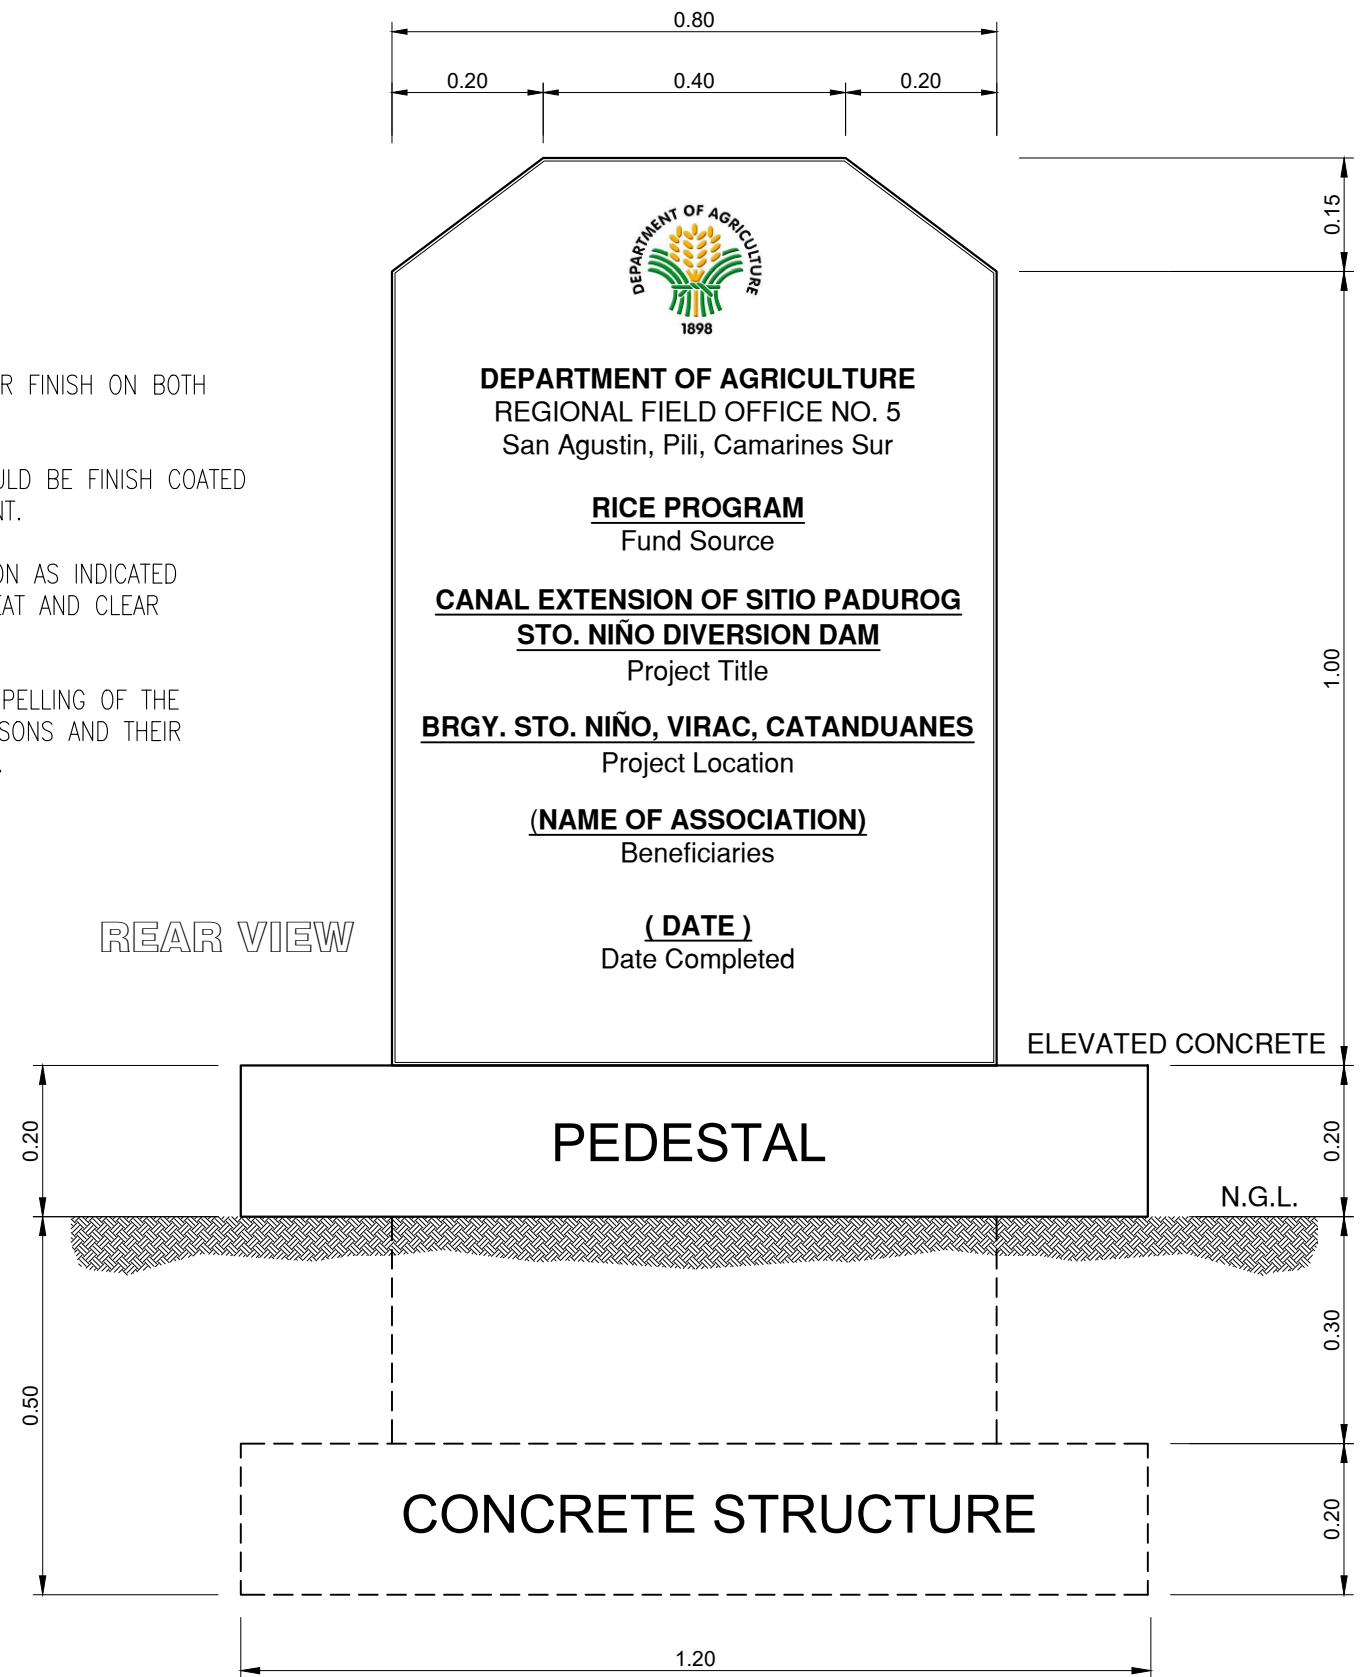 0.80
0.20
0.40
0.20
0.15
DEPARTMENT OF AGRICULTURE
1898
R FINISH ON BOTH
DEPARTMENT OF AGRICULTURE
REGIONAL FIELD OFFICE NO. 5
San Agustin, Pili, Camarines Sur
ULD BE FINISH COATED
NT.
RICE PROGRAM
Fund Source
ON AS INDICATED
EAT AND CLEAR
CANAL EXTENSION OF SITIO PADUROG
STO. NIÑO DIVERSION DAM
Project Title
1.00
PELLING OF THE
SONS AND THEIR
.
BRGY. STO. NIÑO, VIRAC, CATANDUANES
Project Location
(NAME OF ASSOCIATION)
Beneficiaries
REAR VIEW
( DATE )
Date Completed
ELEVATED CONCRETE
0.20
PEDESTAL
0.20
N.G.L.
0.30
0.50
CONCRETE STRUCTURE
0.20
1.20